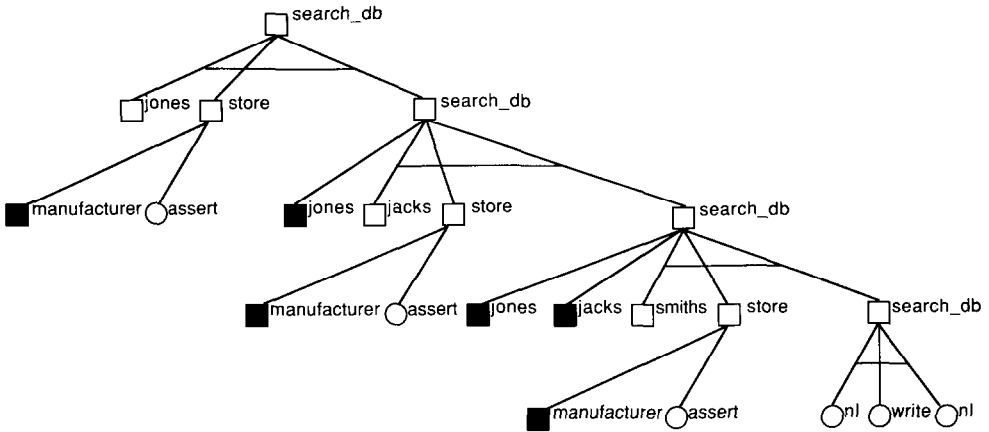 search_db
jones store search_db
manufacturer assert jones jacks store search_db
manufacturer assert jones jacks smiths store search_db
manufacturer assert nl write nl